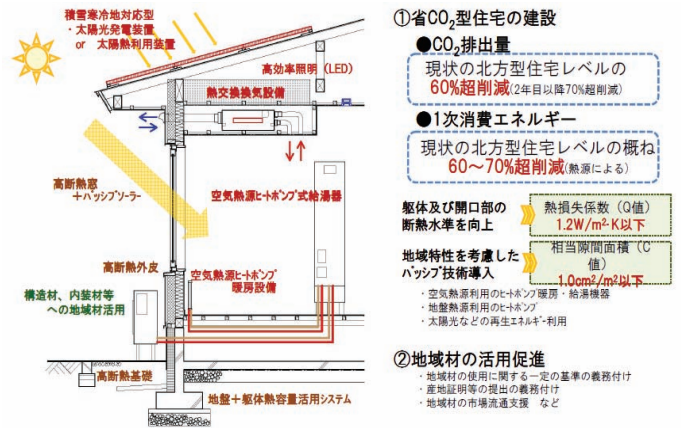 積雪寒冷地対応型
・太陽光発電装置
or 太陽熱利用装置
高効率照明（LED）
熱交換換気設備
高断熱窓
＋パッシブソーラー
空気熱源ヒートポンプ式給湯器
高断熱外皮
空気熱源ヒートポンプ
暖房設備
構造材、内装材等
への地域材活用
高断熱基礎
地盤＋躯体熱容量活用システム
①省CO₂型住宅の建設
●CO₂排出量
現状の北方型住宅レベルの
60%超削減(2年目以降70%超削減)
●1次消費エネルギー
現状の北方型住宅レベルの概ね
60～70%超削減(熱源による)
躯体及び開口部の
断熱水準を向上
熱損失係数（Q値）
1.2W/m²・K以下
地域特性を考慮した
パッシブ技術導入
相当隙間面積（C
値）
1.0cm²/m²以下
・空気熱源利用のヒートポンプ暖房・給湯機器
・地盤熱源利用のヒートポンプ
・太陽光などの再生エネルギー利用
②地域材の活用促進
・地域材の使用に関する一定の基準の義務付け
・産地証明等の提出の義務付け
・地域材の市場流通支援 など